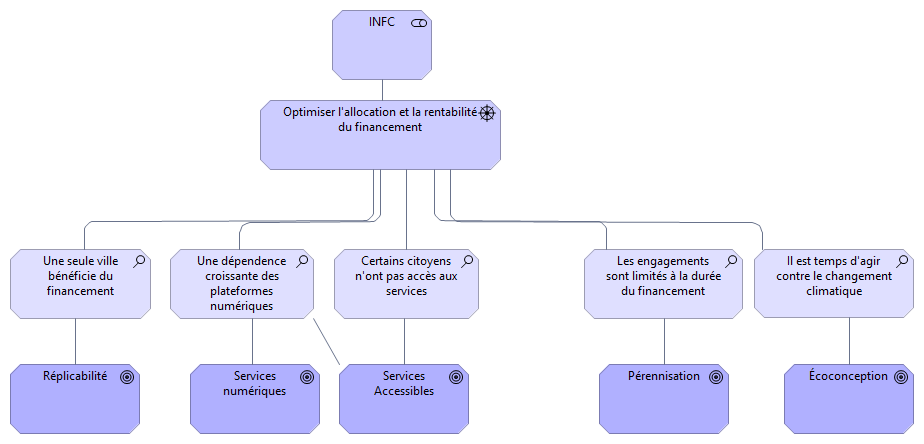 INFC
Optimiser l'allocation et la rentabilité
du financement
Une seule ville
bénéficie du
financement
Une dépendence
croissante des
plateformes
numériques
Certains citoyens
n'ont pas accès aux
services
Les engagements
sont limités à la durée
du financement
Il est temps d'agir
contre le changement
climatique
Réplicabilité
Services
numériques
Services
Accessibles
Pérennisation
Écoconception